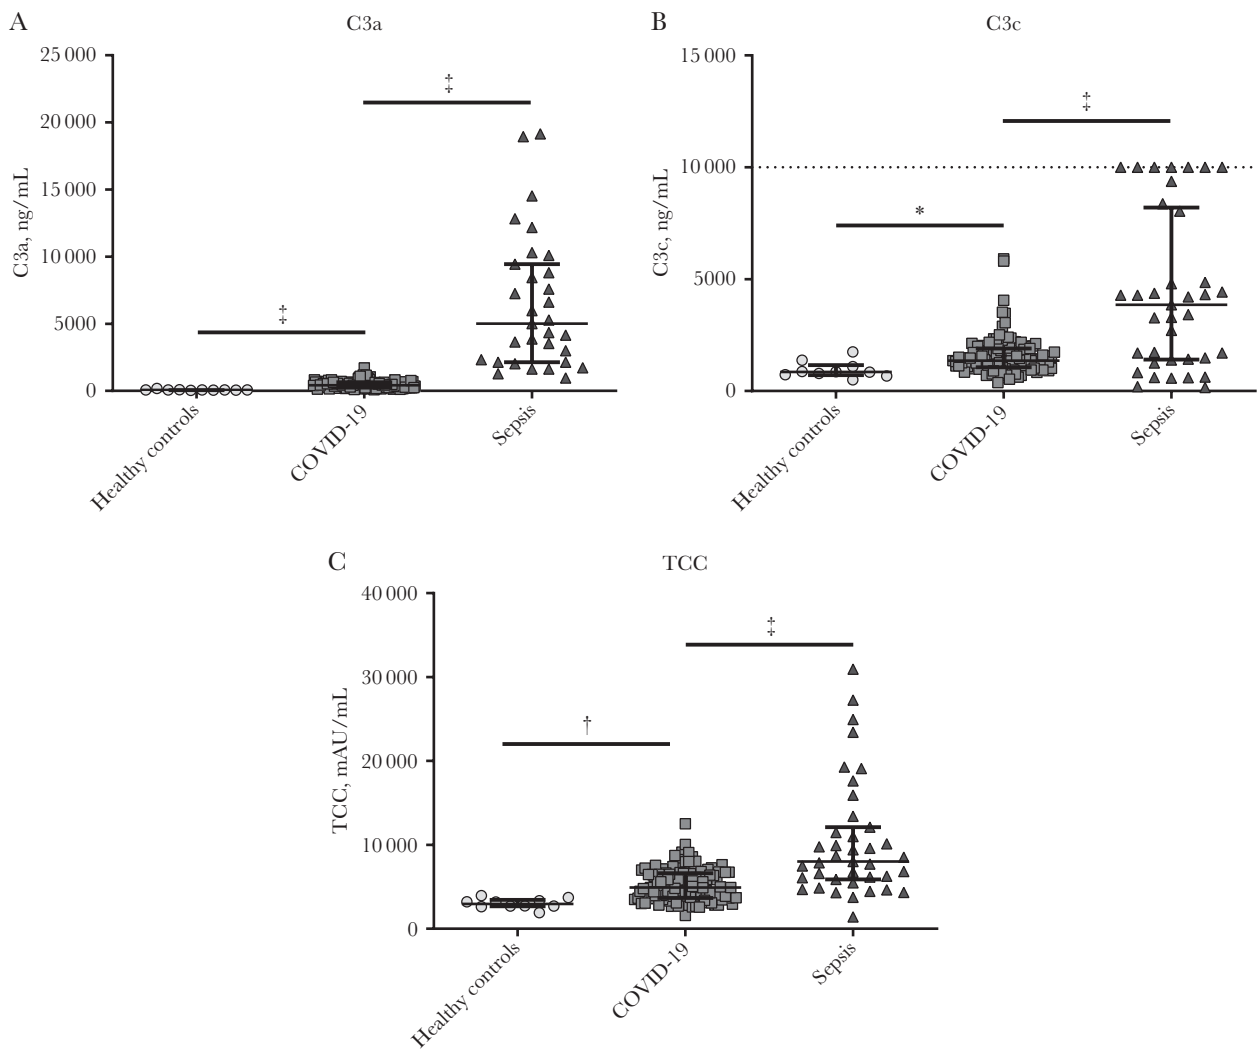 A
C3a
C3a, ng/mL
25 000
20 000
15 000
10 000
5000
0
‡
‡
Healthy controls
COVID-19
Sepsis
B
C3c
C3c, ng/mL
15 000
10 000
5000
0
*
‡
Healthy controls
COVID-19
Sepsis
C
TCC
TCC, mAU/mL
40 000
30 000
20 000
10 000
0
†
‡
Healthy controls
COVID-19
Sepsis